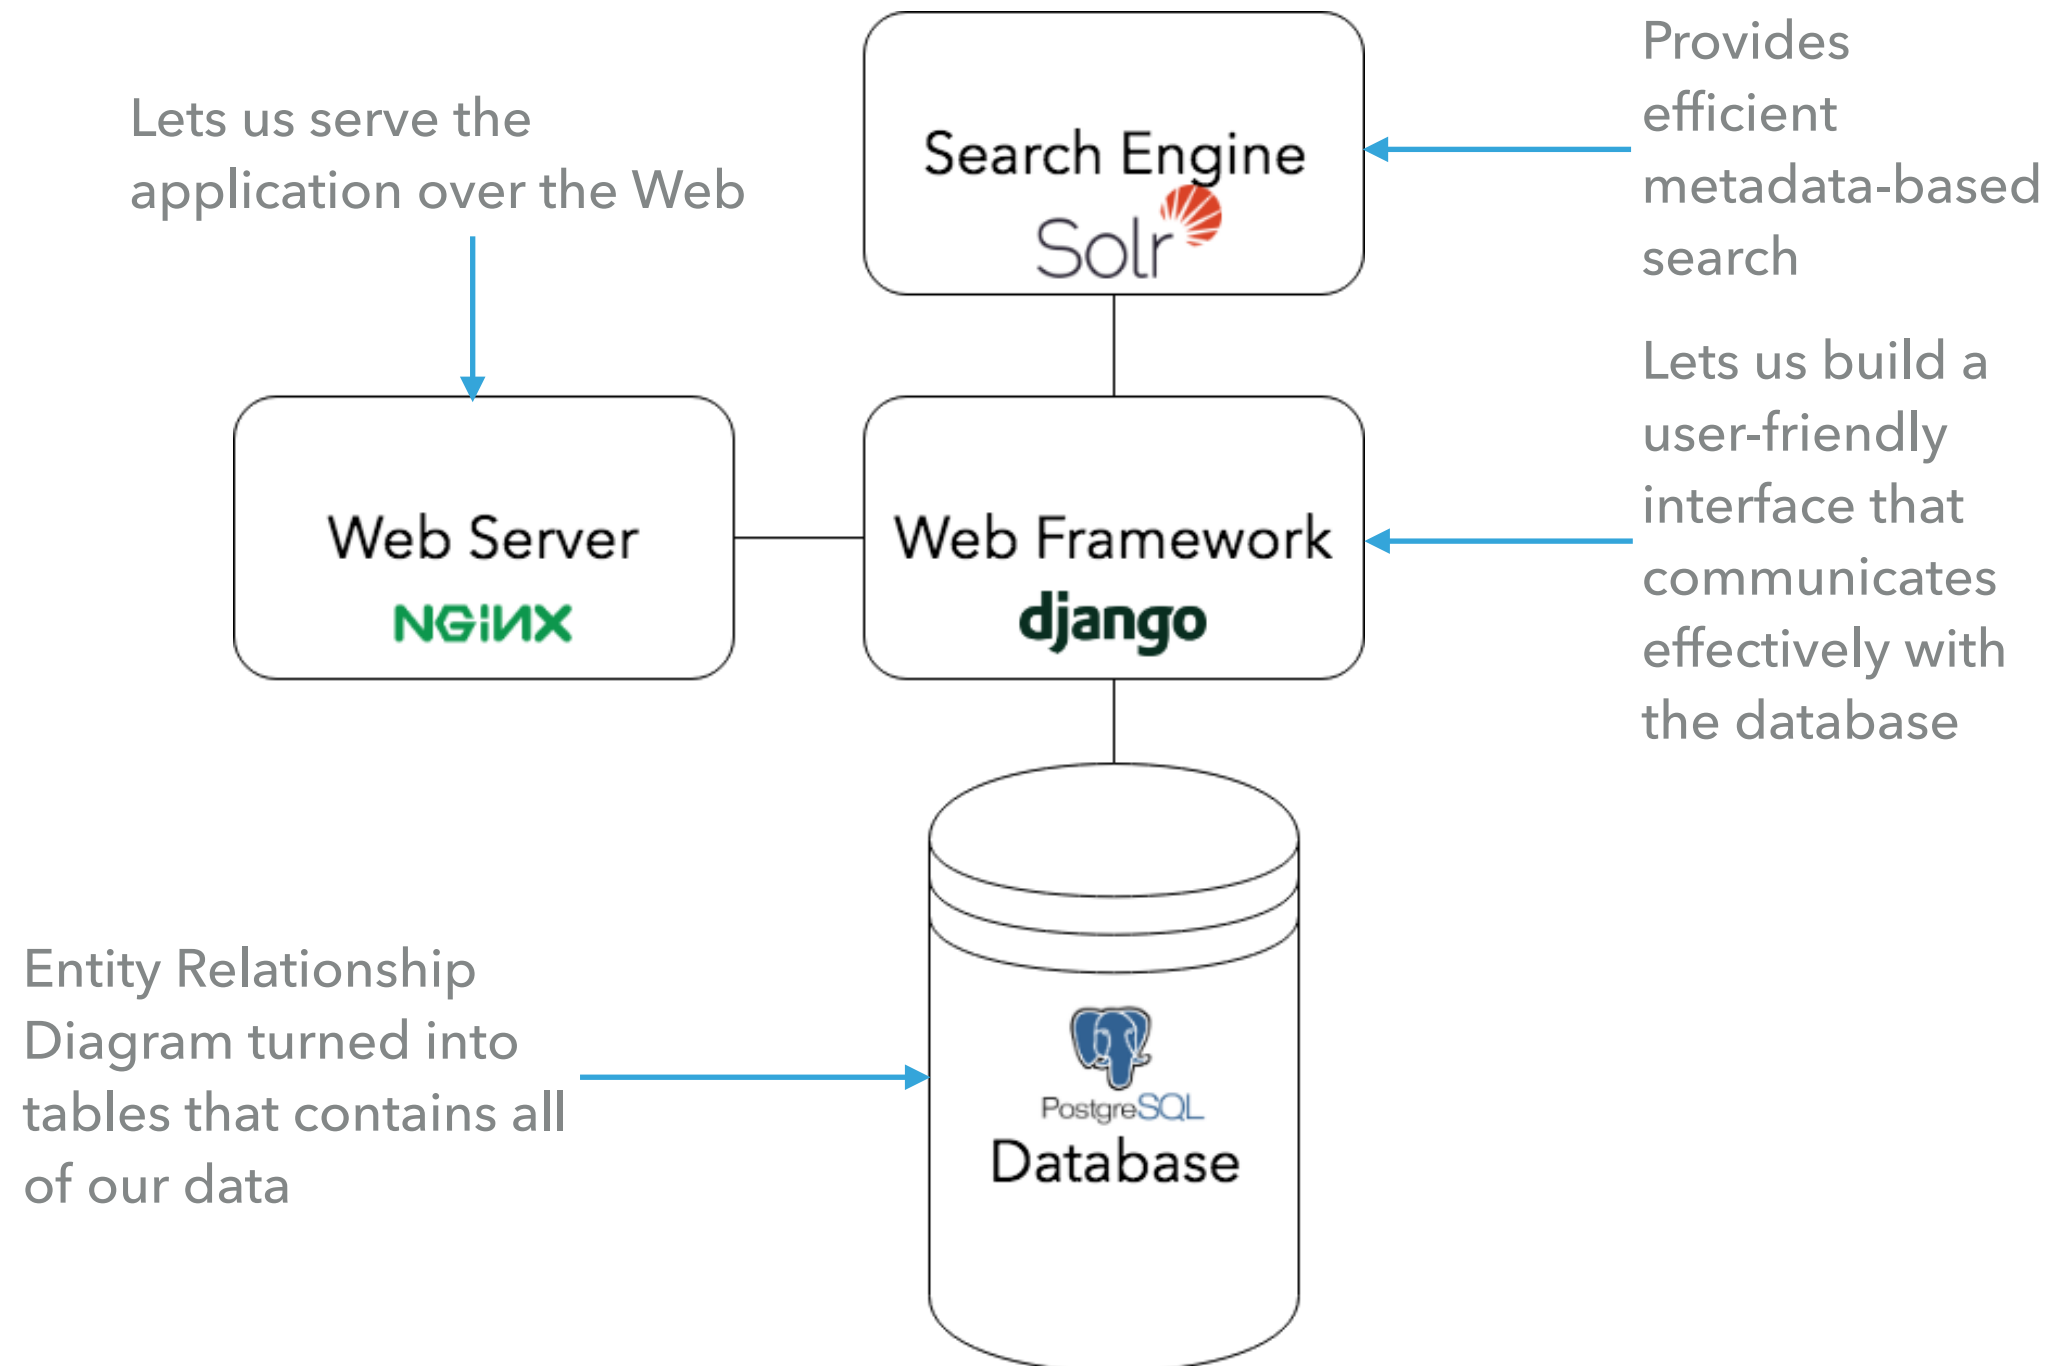 Lets us serve the
application over the Web
Search Engine
Solr
Provides
efficient
metadata-based
search
Web Server
NGINX
Web Framework
django
Lets us build a
user-friendly
interface that
communicates
effectively with
the database
Entity Relationship
Diagram turned into
tables that contains all
of our data
PostgreSQL
Database